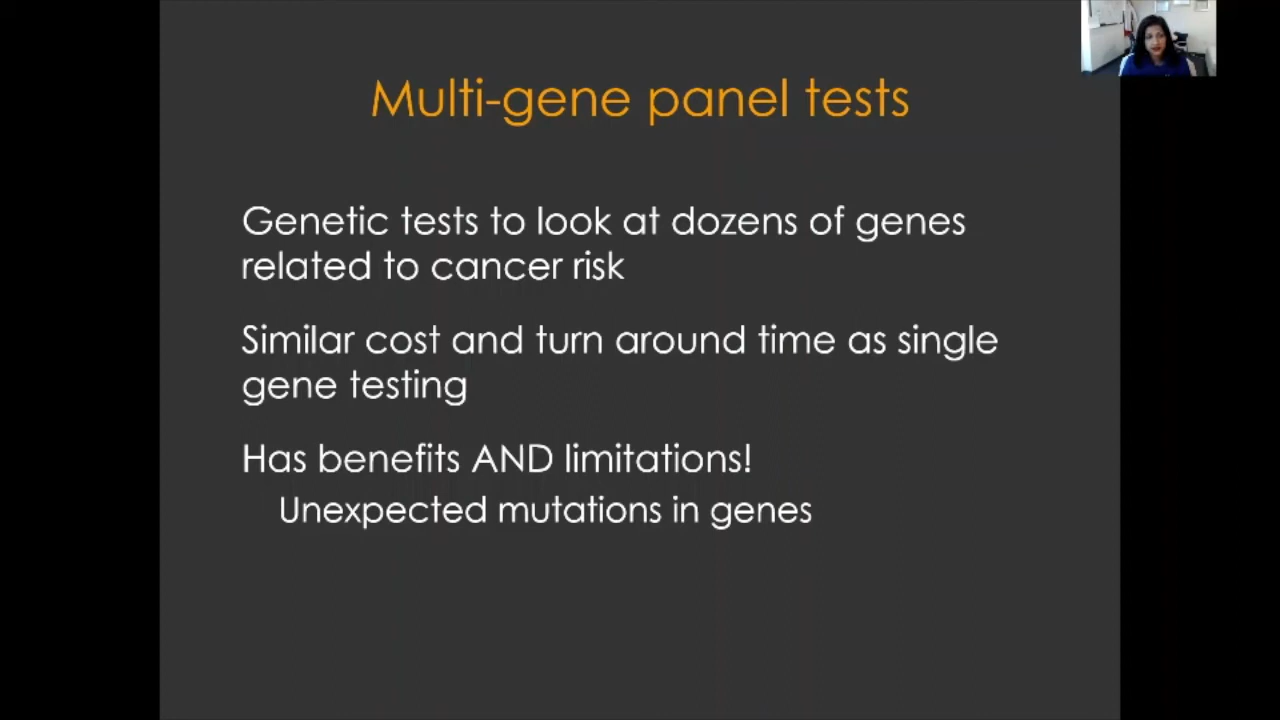 Multi-gene panel tests
Genetic tests to look at dozens of genes
related to cancer risk
Similar cost and turn around time as single
gene testing
Has benefits AND limitations!
Unexpected mutations in genes